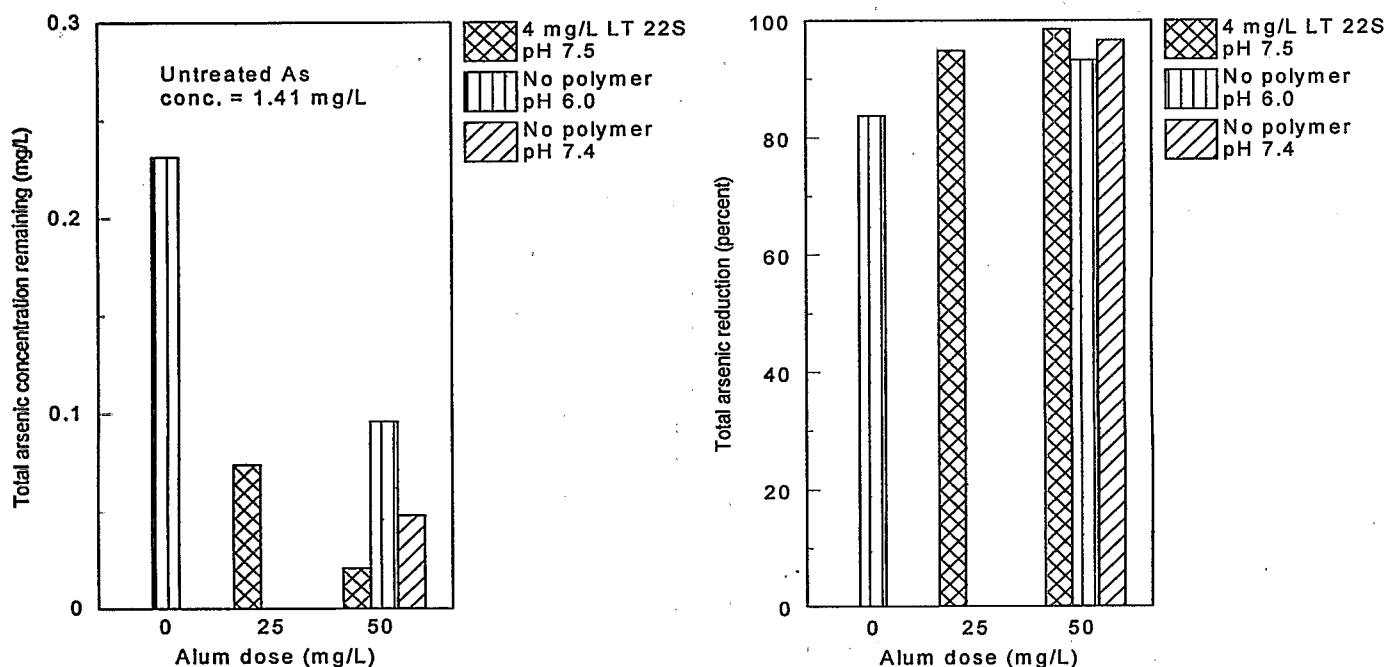 0.3
0.2
0.1
0
Total arsenic concentration remaining (mg/L)
Untreated As
conc. = 1.41 mg/L
0 25 50
Alum dose (mg/L)
4 mg/L LT 22S
pH 7.5
No polymer
pH 6.0
No polymer
pH 7.4
100
80
60
40
20
0
Total arsenic reduction (percent)
0 25 50
Alum dose (mg/L)
4 mg/L LT 22S
pH 7.5
No polymer
pH 6.0
No polymer
pH 7.4